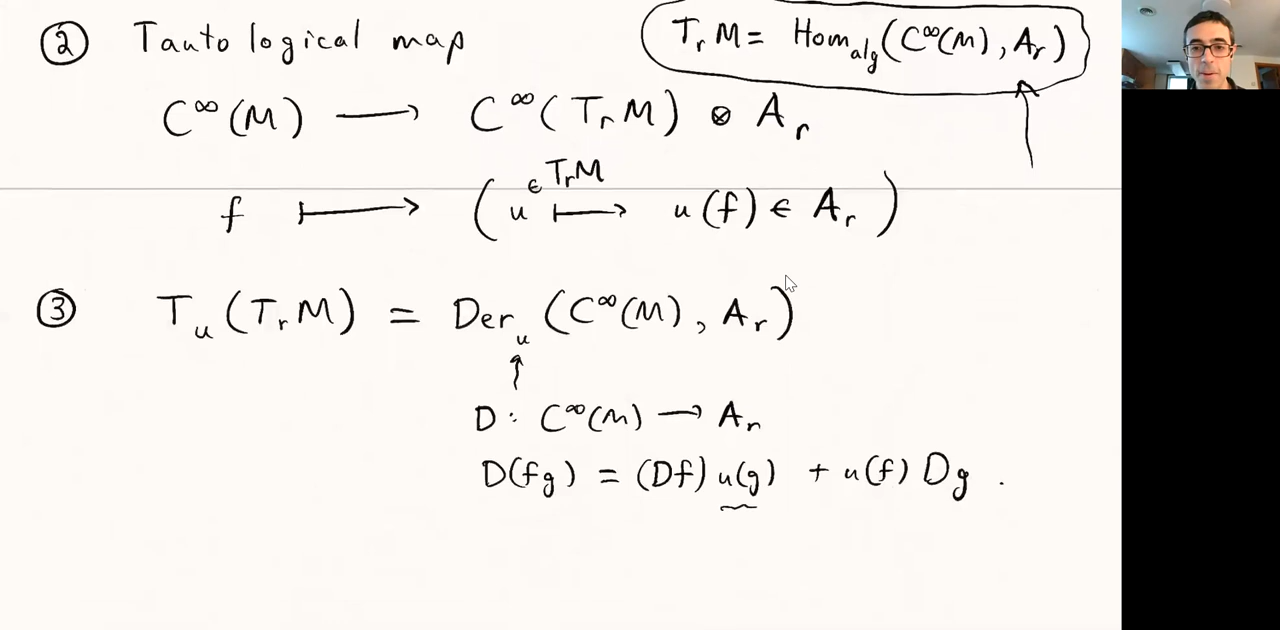 ② Tautological map
T_r M = Hom_alg (C^∞(M), A_r)
C^∞(M) ⟶ C^∞(T_r M) ⊗ A_r
f ⟼ ( u ∈ T_r M ⟼ u(f) ∈ A_r )
③ T_u (T_r M) = Der_u (C^∞(M), A_r)
↑
D : C^∞(M) → A_r
D(fg) = (Df) u(g) + u(f) Dg .